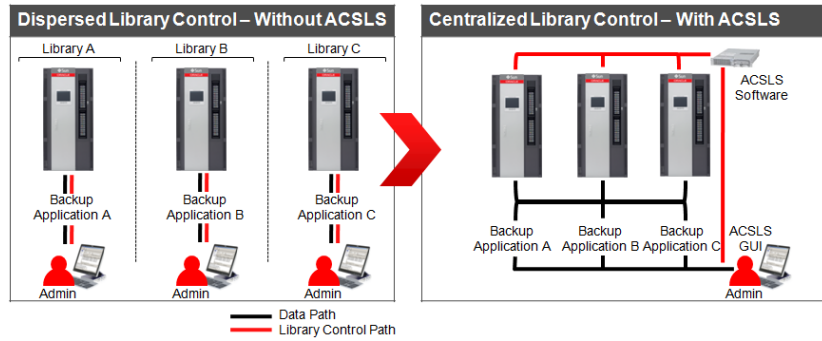 Dispersed Library Control – Without ACSLS
Library A
Library B
Library C
Backup
Application A
Backup
Application B
Backup
Application C
Admin
Admin
Admin
Centralized Library Control – With ACSLS
ACSLS
Software
Backup
Application A
Backup
Application B
Backup
Application C
ACSLS
GUI
Admin
Data Path
Library Control Path